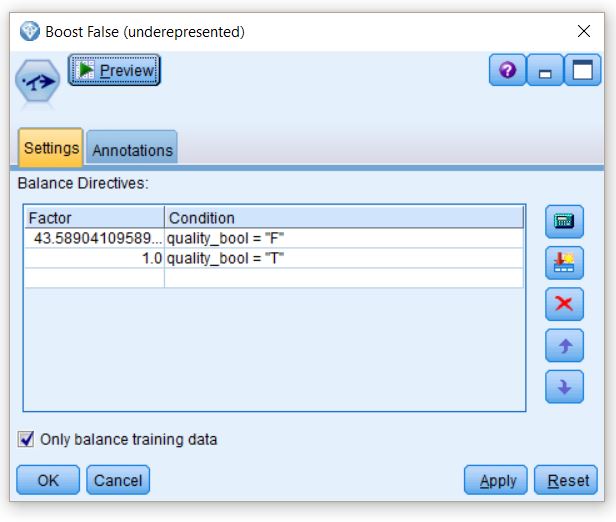 Boost False (underepresented)
Preview
Settings
Annotations
Balance Directives:
Factor Condition
43.58904109589... quality_bool = "F"
1.0 quality_bool = "T"
Only balance training data
OK Cancel Apply Reset